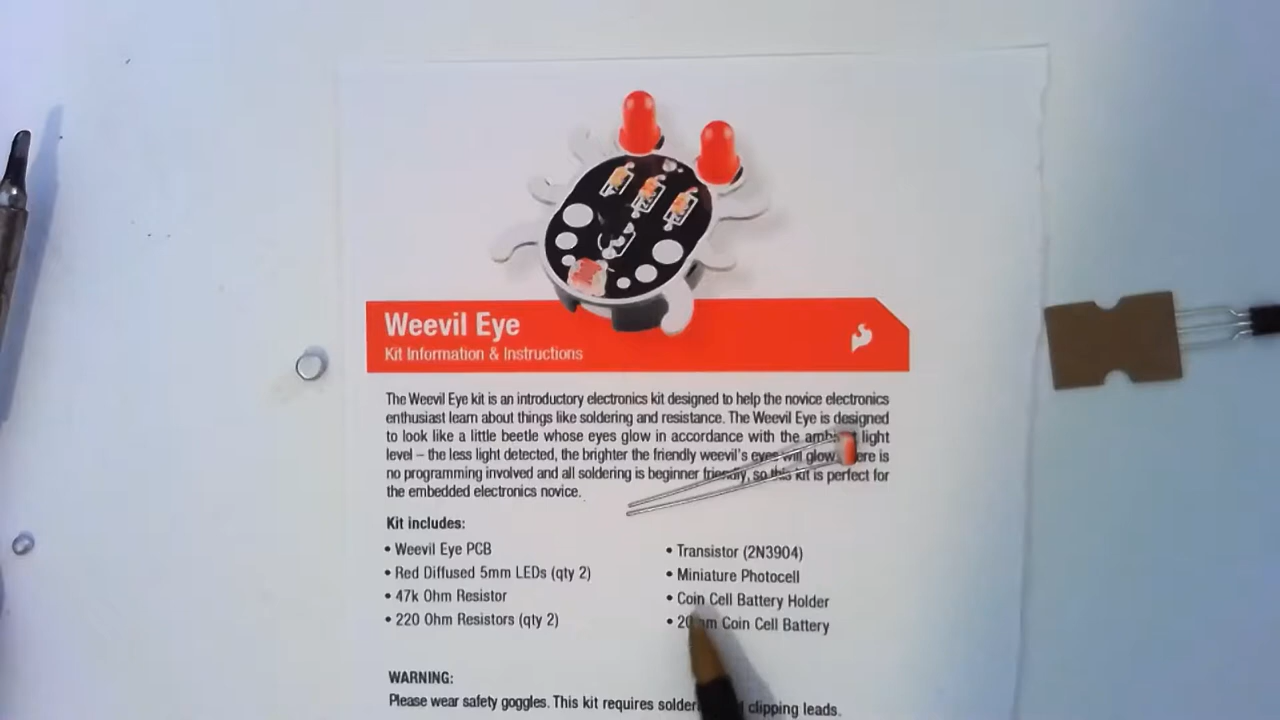 Weevil Eye
Kit Information & Instructions
The Weevil Eye kit is an introductory electronics kit designed to help the novice electronics
enthusiast learn about things like soldering and resistance. The Weevil Eye is designed
to look like a little beetle whose eyes glow in accordance with the light
level – the less light detected, the brighter the friendly weevil's eyes will glow. is
no programming involved and all soldering is beginner friendly, so this kit is perfect for
the embedded electronics novice.
Kit includes:
• Weevil Eye PCB
• Red Diffused 5mm LEDs (qty 2)
• 47k Ohm Resistor
• 220 Ohm Resistors (qty 2)
• Transistor (2N3904)
• Miniature Photocell
• Coin Cell Battery Holder
• Coin Cell Battery
WARNING:
Please wear safety goggles. This kit requires clipping leads.